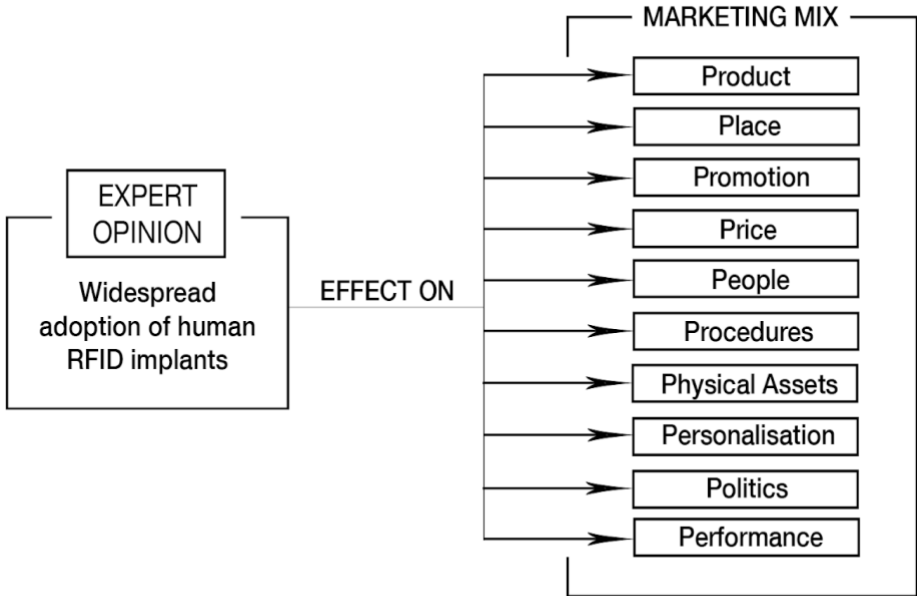 EXPERT
OPINION
Widespread
adoption of human
RFID implants
EFFECT ON
MARKETING MIX
Product
Place
Promotion
Price
People
Procedures
Physical Assets
Personalisation
Politics
Performance